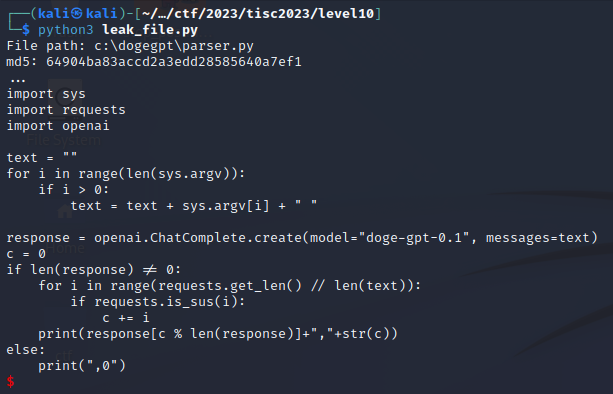 ┌──(kali㉿kali)-[~/…/ctf/2023/tisc2023/level10]
└─$ python3 leak_file.py
File path: c:\dogegpt\parser.py
md5: 64904ba83accd2a3edd28585640a7ef1
...
import sys
import requests
import openai

text = ""
for i in range(len(sys.argv)):
    if i > 0:
        text = text + sys.argv[i] + " "

response = openai.ChatComplete.create(model="doge-gpt-0.1", messages=text)
c = 0
if len(response) != 0:
    for i in range(requests.get_len() // len(text)):
        if requests.is_sus(i):
            c += i
    print(response[c % len(response)]+","+str(c))
else:
    print(",0")
$